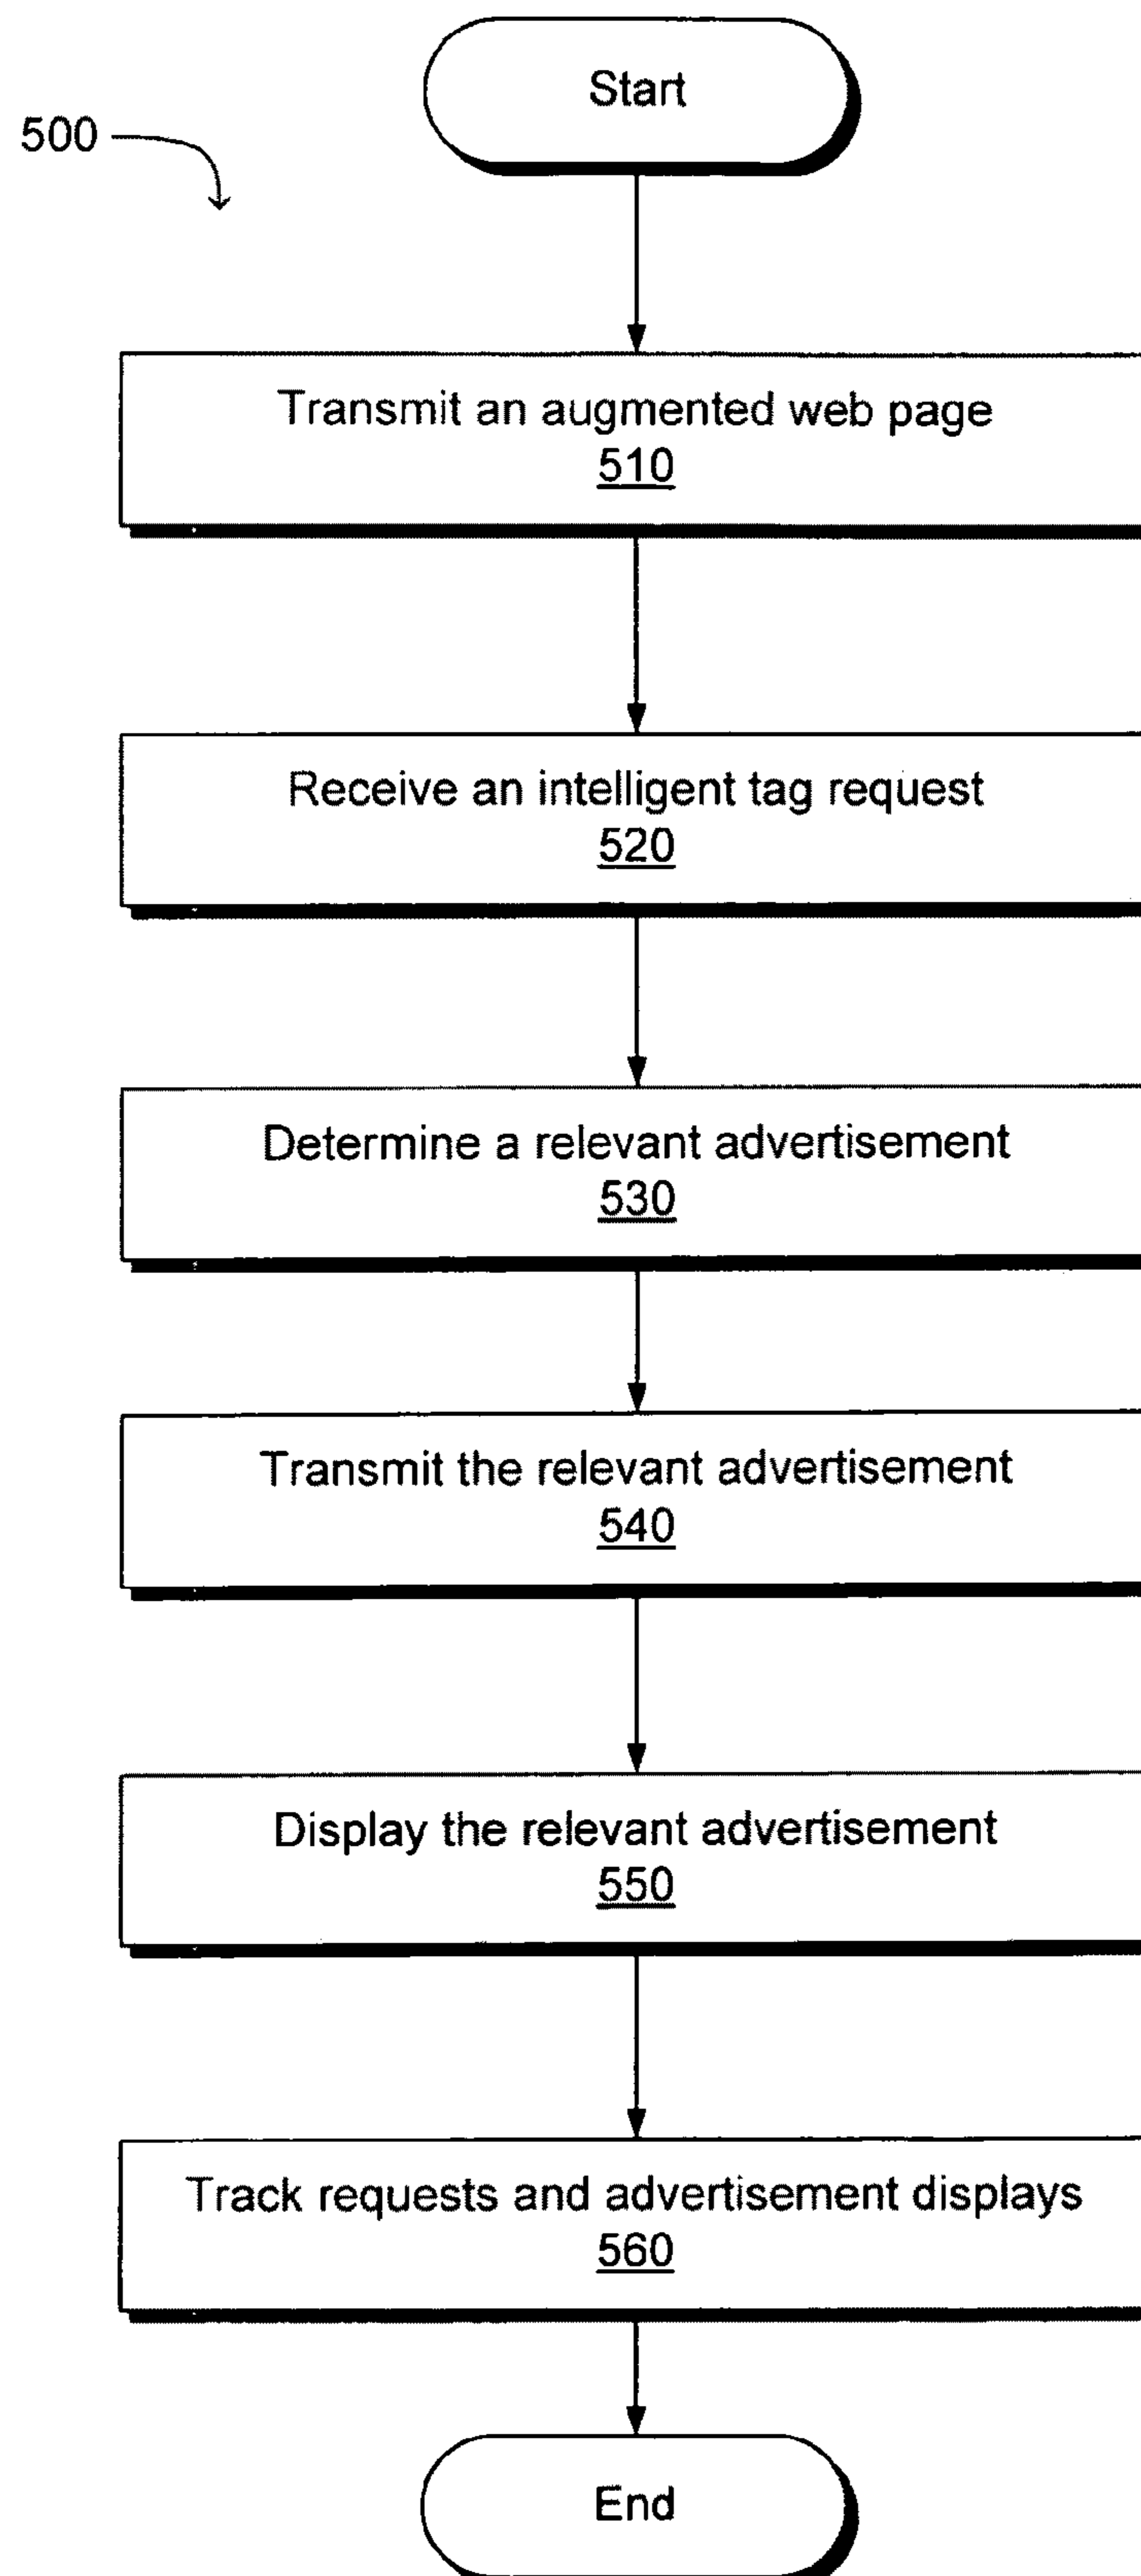 Start
500
Transmit an augmented web page
510
Receive an intelligent tag request
520
Determine a relevant advertisement
530
Transmit the relevant advertisement
540
Display the relevant advertisement
550
Track requests and advertisement displays
560
End